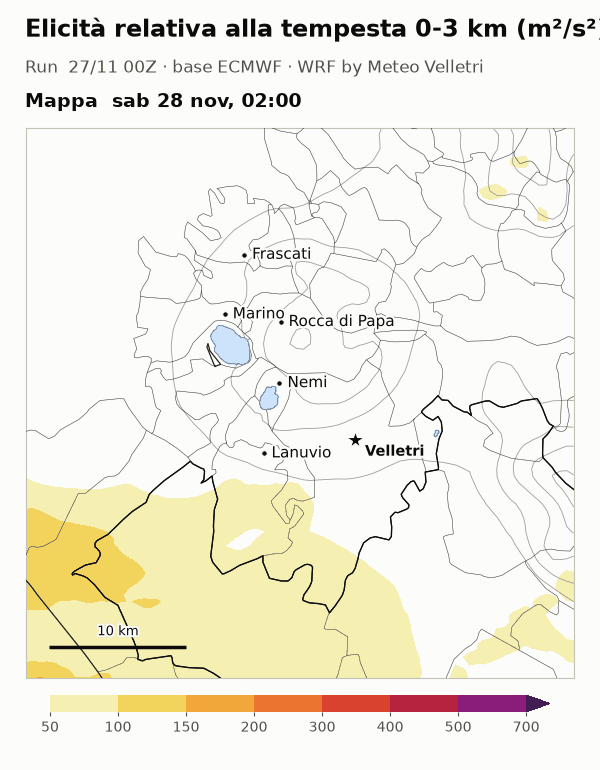 Elicità relativa alla tempesta 0-3 km (m²/s²)
Run  27/11 00Z · base ECMWF · WRF by Meteo Velletri
Mappa  sab 28 nov, 02:00
Frascati
Marino
Rocca di Papa
Nemi
Velletri
Lanuvio
10 km
50 100 150 200 300 400 500 700